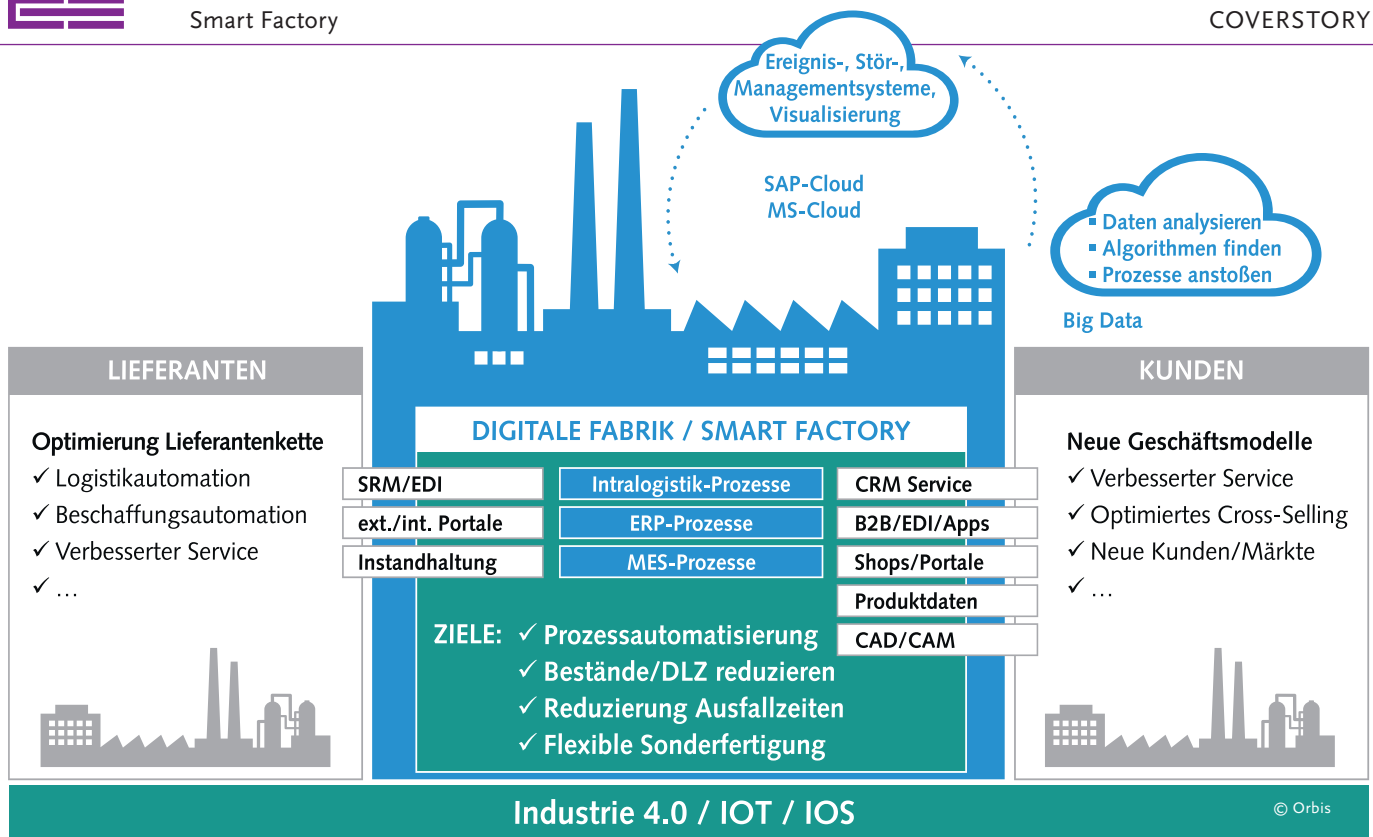 Smart Factory
COVERSTORY
Ereignis-, Stör-,
Managementsysteme,
Visualisierung
SAP-Cloud
MS-Cloud
▪ Daten analysieren
▪ Algorithmen finden
▪ Prozesse anstoßen
Big Data
LIEFERANTEN
Optimierung Lieferantenkette
✓ Logistikautomation
✓ Beschaffungsautomation
✓ Verbesserter Service
✓ …
DIGITALE FABRIK / SMART FACTORY
SRM/EDI
ext./int. Portale
Instandhaltung
Intralogistik-Prozesse
ERP-Prozesse
MES-Prozesse
CRM Service
B2B/EDI/Apps
Shops/Portale
Produktdaten
CAD/CAM
ZIELE: ✓ Prozessautomatisierung
✓ Bestände/DLZ reduzieren
✓ Reduzierung Ausfallzeiten
✓ Flexible Sonderfertigung
KUNDEN
Neue Geschäftsmodelle
✓ Verbesserter Service
✓ Optimiertes Cross-Selling
✓ Neue Kunden/Märkte
✓ …
Industrie 4.0 / IOT / IOS
© Orbis